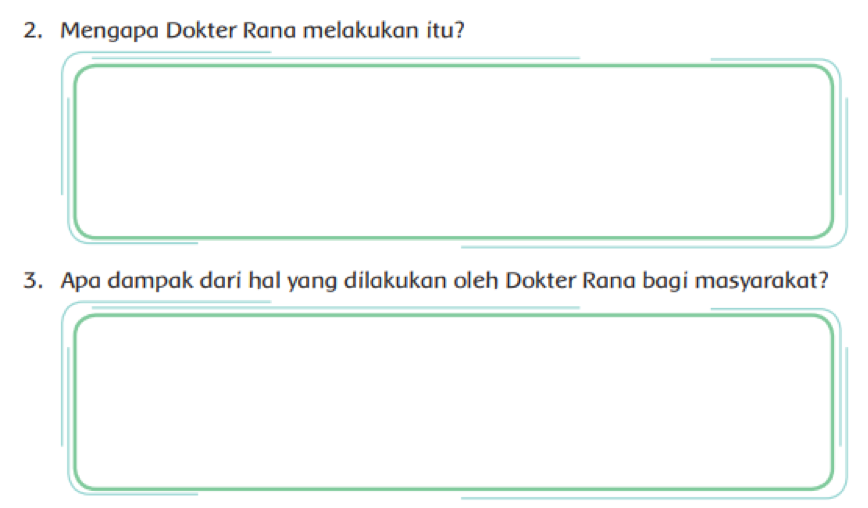 2. Mengapa Dokter Rana melakukan itu?
3. Apa dampak dari hal yang dilakukan oleh Dokter Rana bagi masyarakat?